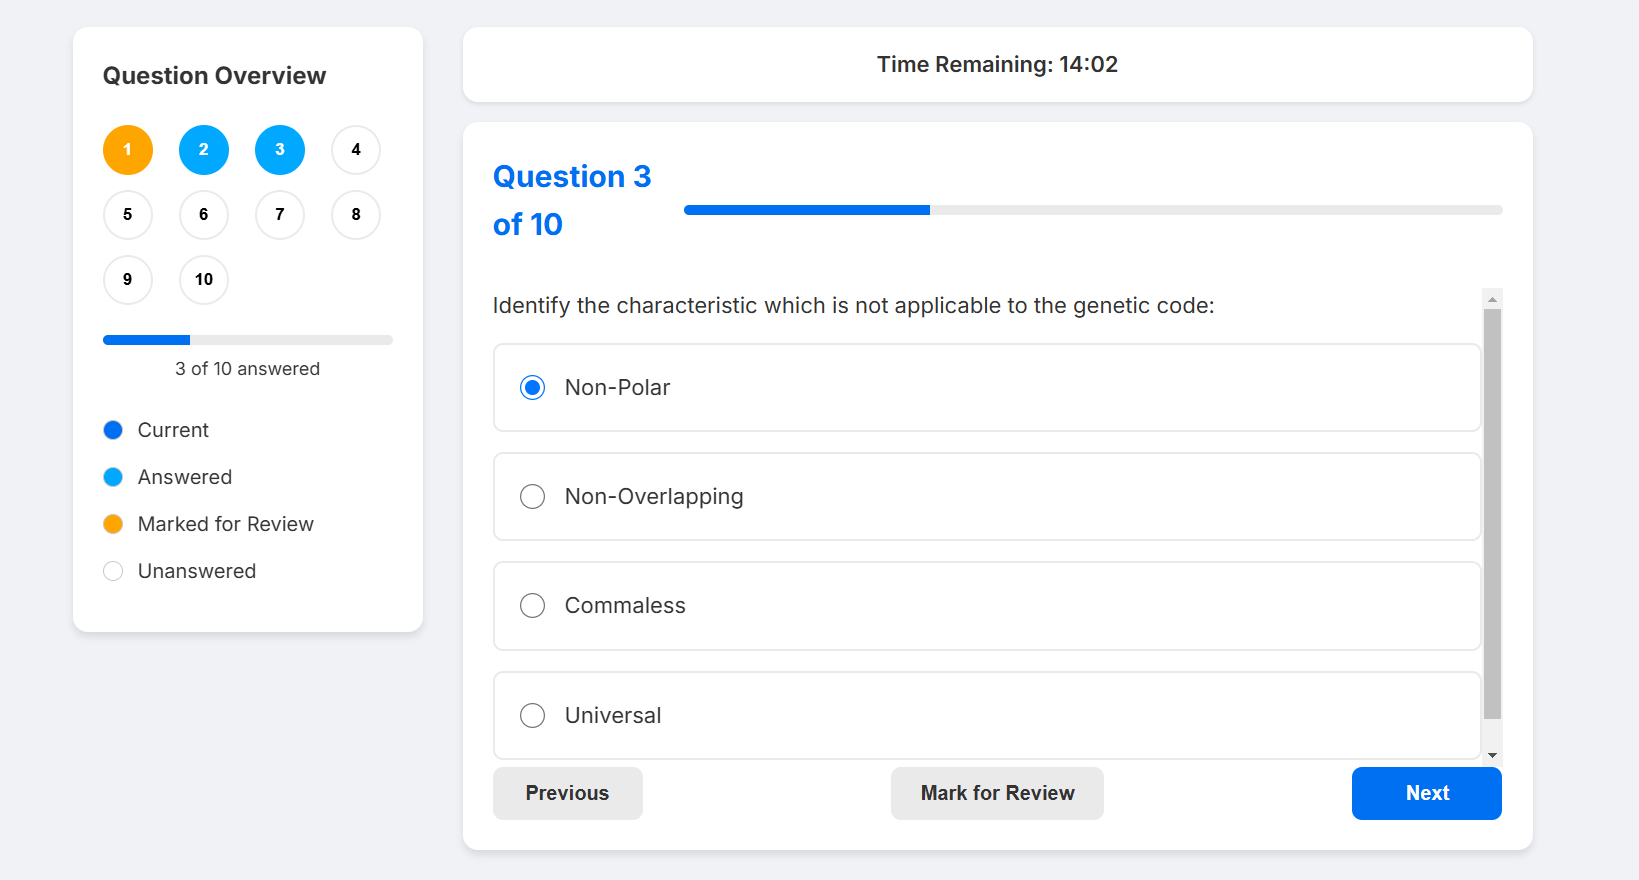 Question Overview
1 2 3 4
5 6 7 8
9 10
3 of 10 answered
Current
Answered
Marked for Review
Unanswered
Time Remaining: 14:02
Question 3
of 10
Identify the characteristic which is not applicable to the genetic code:
Non-Polar
Non-Overlapping
Commaless
Universal
Previous Mark for Review Next